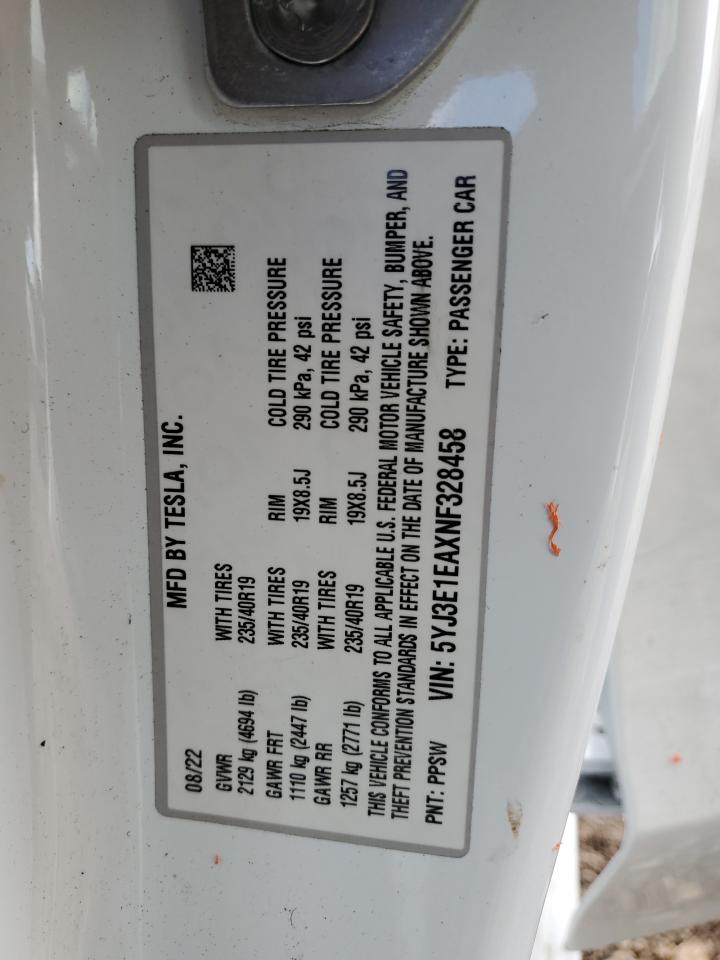 MFD BY TESLA, INC.
08/22
GVWR WITH TIRES
2129 kg (4694 lb) 235/40R19
GAWR FRT WITH TIRES RIM COLD TIRE PRESSURE
1110 kg (2447 lb) 235/40R19 19X8.5J 290 kPa, 42 psi
GAWR RR WITH TIRES RIM COLD TIRE PRESSURE
1257 kg (2771 lb) 235/40R19 19X8.5J 290 kPa, 42 psi
THIS VEHICLE CONFORMS TO ALL APPLICABLE U.S. FEDERAL MOTOR VEHICLE SAFETY, BUMPER, AND
THEFT PREVENTION STANDARDS IN EFFECT ON THE DATE OF MANUFACTURE SHOWN ABOVE.
PNT: PPSW VIN: 5YJ3E1EAXNF328458 TYPE: PASSENGER CAR